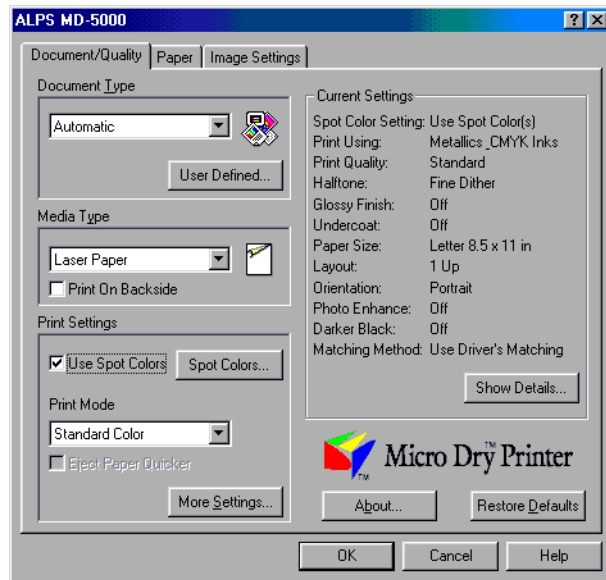 ALPS MD-5000
Document/Quality
Paper
Image Settings
Document Type
Automatic
User Defined...
Media Type
Laser Paper
Print On Backside
Print Settings
Use Spot Colors
Spot Colors...
Print Mode
Standard Color
Eject Paper Quicker
More Settings...
Current Settings
Spot Color Setting: Use Spot Color(s)
Print Using: Metallics_CMYK Inks
Print Quality: Standard
Halftone: Fine Dither
Glossy Finish: Off
Undercoat: Off
Paper Size: Letter 8.5 x 11 in
Layout: 1 Up
Orientation: Portrait
Photo Enhance: Off
Darker Black: Off
Matching Method: Use Driver's Matching
Show Details...
Micro Dry™ Printer
TM
About...
Restore Defaults
OK
Cancel
Help